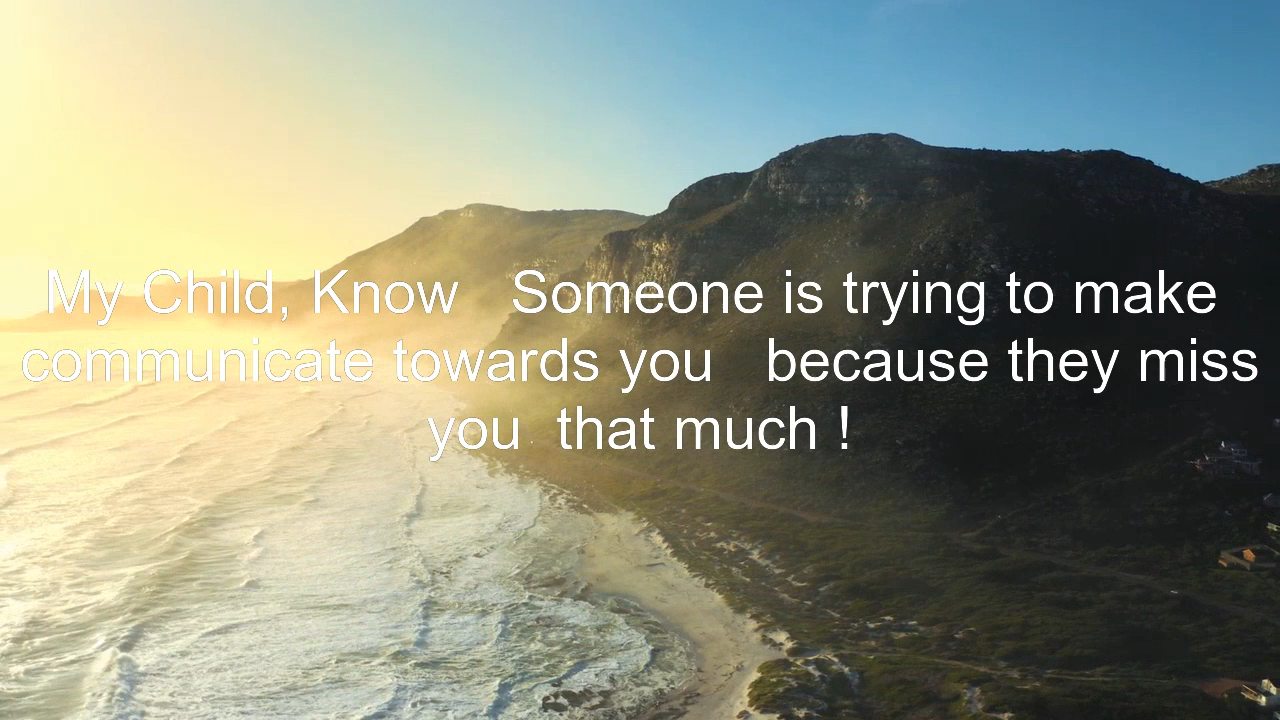 My Child, Know   Someone is trying to make
communicate towards you   because they miss
you  that much !